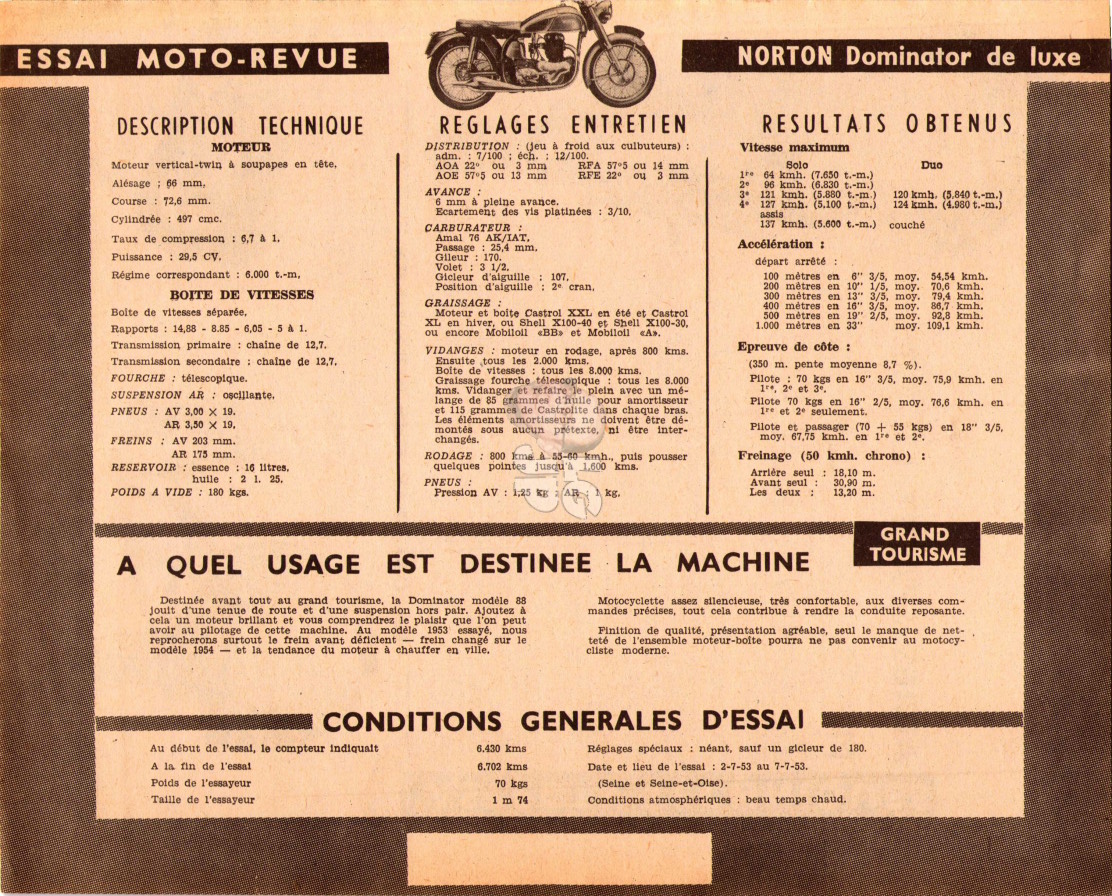 ESSAI MOTO-REVUE
NORTON Dominator de luxe
DESCRIPTION TECHNIQUE
MOTEUR
Moteur vertical-twin à soupapes en tête.
Alésage : 66 mm.
Course : 72,6 mm.
Cylindrée : 497 cmc.
Taux de compression : 6,7 à 1.
Puissance : 29,5 CV.
Régime correspondant : 6.000 t.-m.
BOITE DE VITESSES
Boîte de vitesses séparée.
Rapports : 14,88 - 8.85 - 6,05 - 5 à 1.
Transmission primaire : chaîne de 12,7.
Transmission secondaire : chaîne de 12,7.
FOURCHE : télescopique.
SUSPENSION AR : oscillante.
PNEUS : AV 3,00 × 19.
AR 3,50 × 19.
FREINS : AV 203 mm.
AR 175 mm.
RESERVOIR : essence : 16 litres.
huile : 2 l. 25.
POIDS A VIDE : 180 kgs.
REGLAGES ENTRETIEN
DISTRIBUTION : (jeu à froid aux culbuteurs) :
adm. : 7/100 ; éch. : 12/100.
AOA 22° ou 3 mm RFA 57°5 ou 14 mm
AOE 57°5 ou 13 mm RFE 22° ou 3 mm
AVANCE :
6 mm à pleine avance.
Ecartement des vis platinées : 3/10.
CARBURATEUR :
Amal 76 AK/IAT.
Passage : 25,4 mm.
Gileur : 170.
Volet : 3 1/2.
Gicleur d'aiguille : 107.
Position d'aiguille : 2e cran.
GRAISSAGE :
Moteur et boîte Castrol XXL en été et Castrol
XL en hiver, ou Shell X100-40 et Shell X100-30,
ou encore Mobiloil «BB» et Mobiloil «A».
VIDANGES : moteur en rodage, après 800 kms.
Ensuite tous les 2.000 kms.
Boîte de vitesses : tous les 8.000 kms.
Graissage fourche télescopique : tous les 8.000
kms. Vidanger et refaire le plein avec un mé-
lange de 85 grammes d'huile pour amortisseur
et 115 grammes de Castrolite dans chaque bras.
Les éléments amortisseurs ne doivent être dé-
montés sous aucun prétexte, ni être inter-
changés.
RODAGE : 800 kms à 55-60 kmh., puis pousser
quelques pointes jusqu'à 1.600 kms.
PNEUS :
Pression AV : 1,25 kg ; AR : 1 kg.
RESULTATS OBTENUS
Vitesse maximum
Solo Duo
1re 64 kmh. (7.650 t.-m.)
2e 96 kmh. (6.830 t.-m.)
3e 121 kmh. (5.880 t.-m.) 120 kmh. (5,840 t.-m.)
4e 127 kmh. (5,100 t.-m.) 124 kmh. (4.980 t.-m.)
assis
137 kmh. (5.600 t.-m.) couché
Accélération :
départ arrêté :
100 mètres en 6" 3/5, moy. 54,54 kmh.
200 mètres en 10" 1/5, moy. 70,6 kmh.
300 mètres en 13" 3/5, moy. 79,4 kmh.
400 mètres en 16" 3/5, moy. 86,7 kmh.
500 mètres en 19" 2/5, moy. 92,8 kmh.
1.000 mètres en 33" moy. 109,1 kmh.
Epreuve de côte :
(350 m. pente moyenne 8,7 %).
Pilote : 70 kgs en 16" 3/5, moy. 75,9 kmh. en
1re, 2e et 3e.
Pilote 70 kgs en 16" 2/5, moy. 76,6 kmh. en
1re et 2e seulement.
Pilote et passager (70 + 55 kgs) en 18" 3/5,
moy. 67,75 kmh. en 1re et 2e.
Freinage (50 kmh. chrono) :
Arrière seul : 18,10 m.
Avant seul : 30,90 m.
Les deux : 13,20 m.
GRAND
TOURISME
A QUEL USAGE EST DESTINEE LA MACHINE
Destinée avant tout au grand tourisme, la Dominator modèle 88
jouit d'une tenue de route et d'une suspension hors pair. Ajoutez à
cela un moteur brillant et vous comprendrez le plaisir que l'on peut
avoir au pilotage de cette machine. Au modèle 1953 essayé, nous
reprocherons surtout le frein avant déficient — frein changé sur le
modèle 1954 — et la tendance du moteur à chauffer en ville.
Motocyclette assez silencieuse, très confortable, aux diverses com-
mandes précises, tout cela contribue à rendre la conduite reposante.
Finition de qualité, présentation agréable, seul le manque de net-
teté de l'ensemble moteur-boîte pourra ne pas convenir au motocy-
cliste moderne.
CONDITIONS GENERALES D'ESSAI
Au début de l'essai, le compteur indiquait 6.430 kms
A la fin de l'essai 6.702 kms
Poids de l'essayeur 70 kgs
Taille de l'essayeur 1 m 74
Réglages spéciaux : néant, sauf un gicleur de 180.
Date et lieu de l'essai : 2-7-53 au 7-7-53.
(Seine et Seine-et-Oise).
Conditions atmosphériques : beau temps chaud.